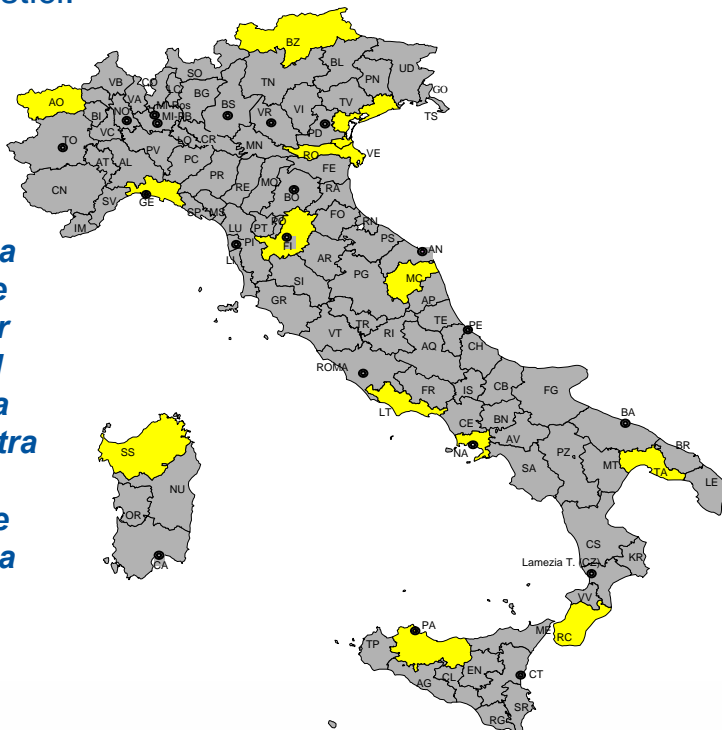 stion
a
e
r
l
a
tra
e
a
BZ
SO
BL
UD
VB
CO
LC
TN
PN
GO
AO
VA
BG
TV
TS
MI-Ros
BS
VR
VI
BI
NO
MI-PB
PD
TO
VC
LO
CR
MN
RO
VE
AT
AL
PV
PC
FE
CN
PR
RE
MO
BO
RA
SV
GE
SP
MS
FO
IM
LU
PT
PO
RN
PI
FI
PS
AN
LI
AR
SI
PG
MC
GR
AP
TE
PE
VT
TR
RI
AQ
CH
ROMA
FR
IS
CB
FG
LT
BA
CE
BN
NA
AV
BR
SS
SA
PZ
MT
TA
LE
NU
OR
CS
KR
CA
Lamezia T. (CZ)
VV
PA
ME
RC
TP
EN
AG
CL
CT
SR
RG